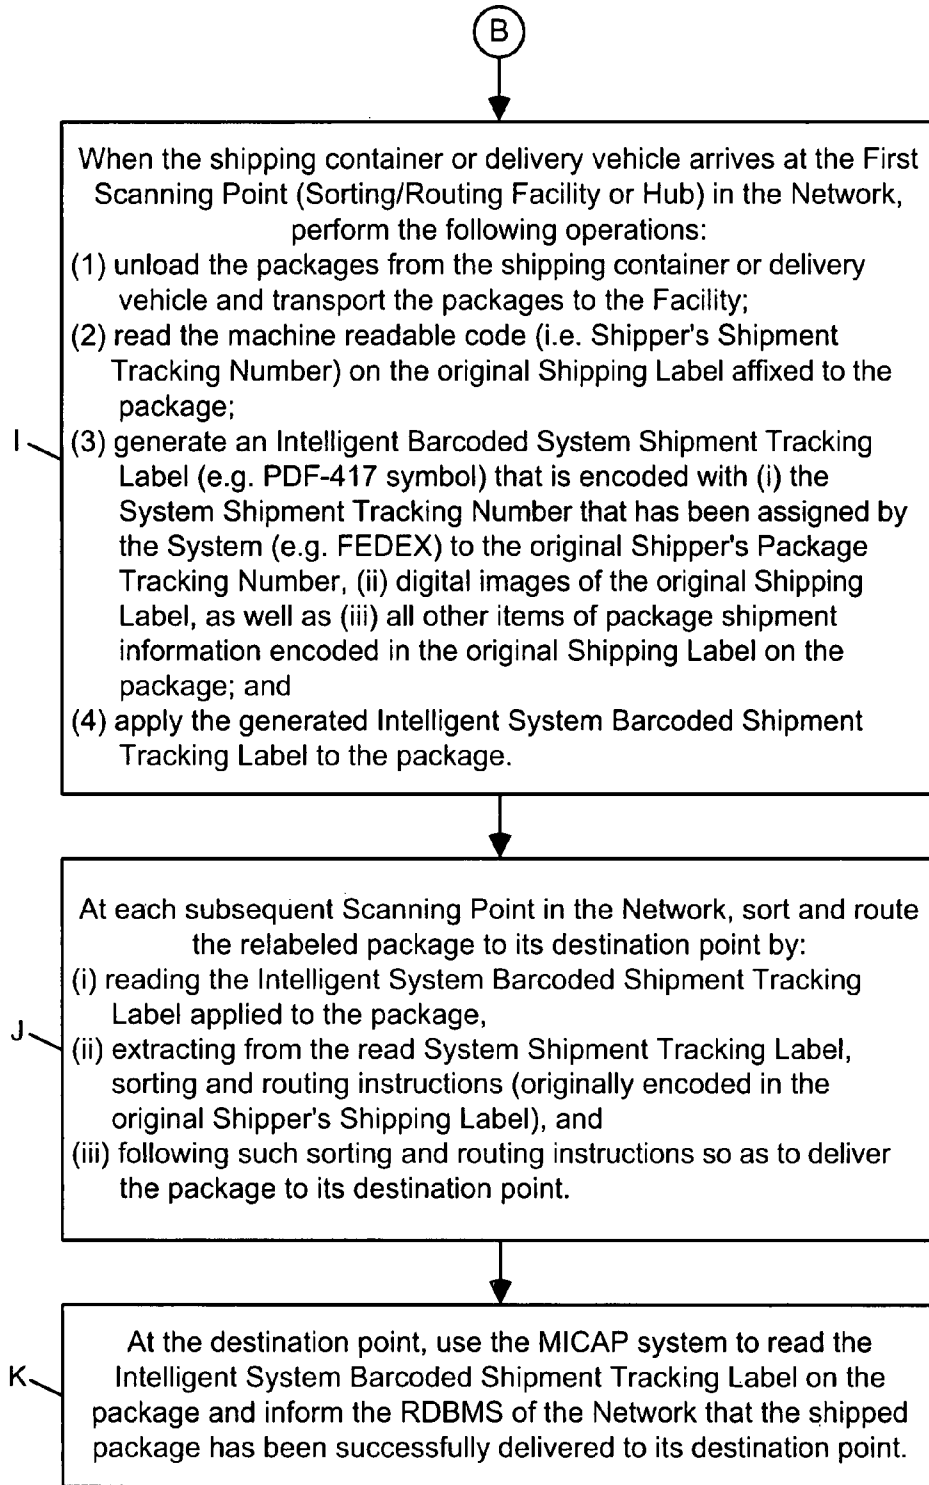 B
When the shipping container or delivery vehicle arrives at the First
Scanning Point (Sorting/Routing Facility or Hub) in the Network,
perform the following operations:
(1) unload the packages from the shipping container or delivery
vehicle and transport the packages to the Facility;
(2) read the machine readable code (i.e. Shipper's Shipment
Tracking Number) on the original Shipping Label affixed to the
package;
I
(3) generate an Intelligent Barcoded System Shipment Tracking
Label (e.g. PDF-417 symbol) that is encoded with (i) the
System Shipment Tracking Number that has been assigned by
the System (e.g. FEDEX) to the original Shipper's Package
Tracking Number, (ii) digital images of the original Shipping
Label, as well as (iii) all other items of package shipment
information encoded in the original Shipping Label on the
package; and
(4) apply the generated Intelligent System Barcoded Shipment
Tracking Label to the package.
At each subsequent Scanning Point in the Network, sort and route
the relabeled package to its destination point by:
(i) reading the Intelligent System Barcoded Shipment Tracking
Label applied to the package,
J
(ii) extracting from the read System Shipment Tracking Label,
sorting and routing instructions (originally encoded in the
original Shipper's Shipping Label), and
(iii) following such sorting and routing instructions so as to deliver
the package to its destination point.
At the destination point, use the MICAP system to read the
K
Intelligent System Barcoded Shipment Tracking Label on the
package and inform the RDBMS of the Network that the shipped
package has been successfully delivered to its destination point.